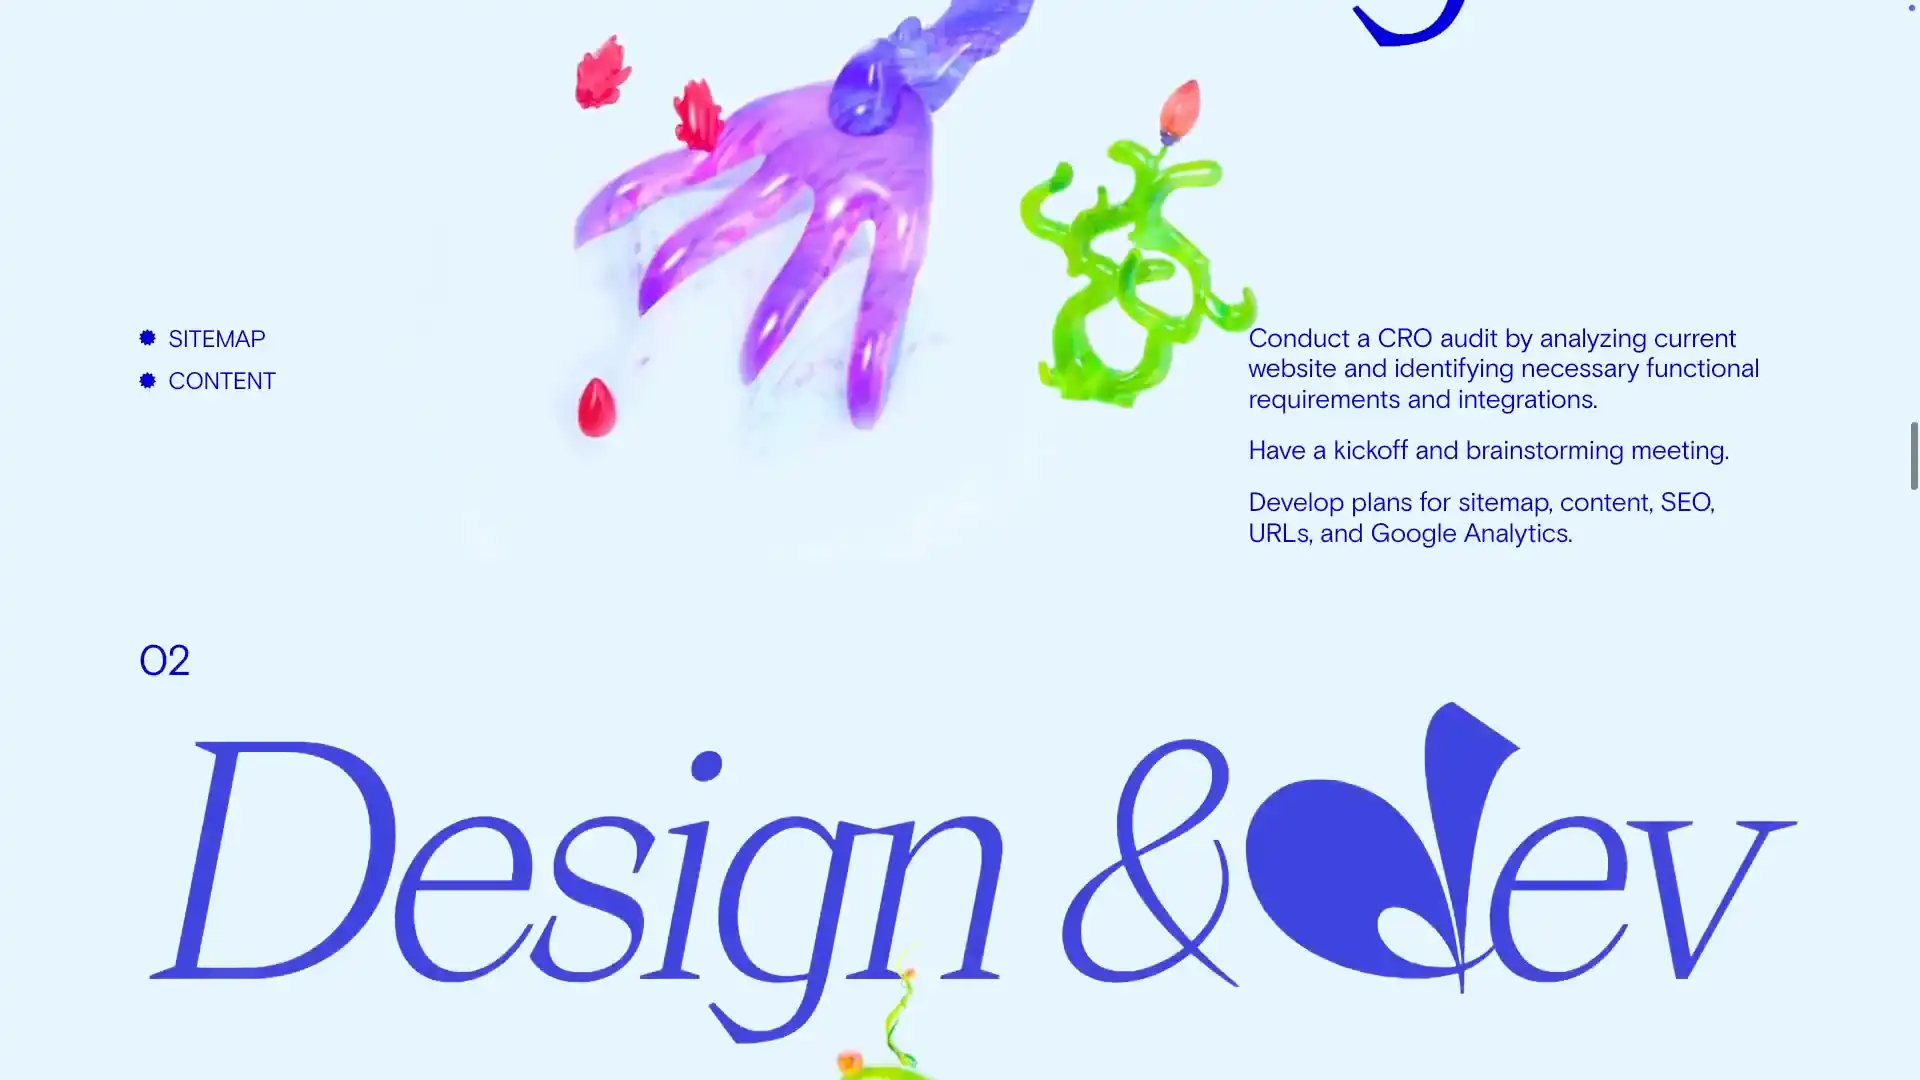 SITEMAP
CONTENT
Conduct a CRO audit by analyzing current
website and identifying necessary functional
requirements and integrations.
Have a kickoff and brainstorming meeting.
Develop plans for sitemap, content, SEO,
URLs, and Google Analytics.
02
Design & dev